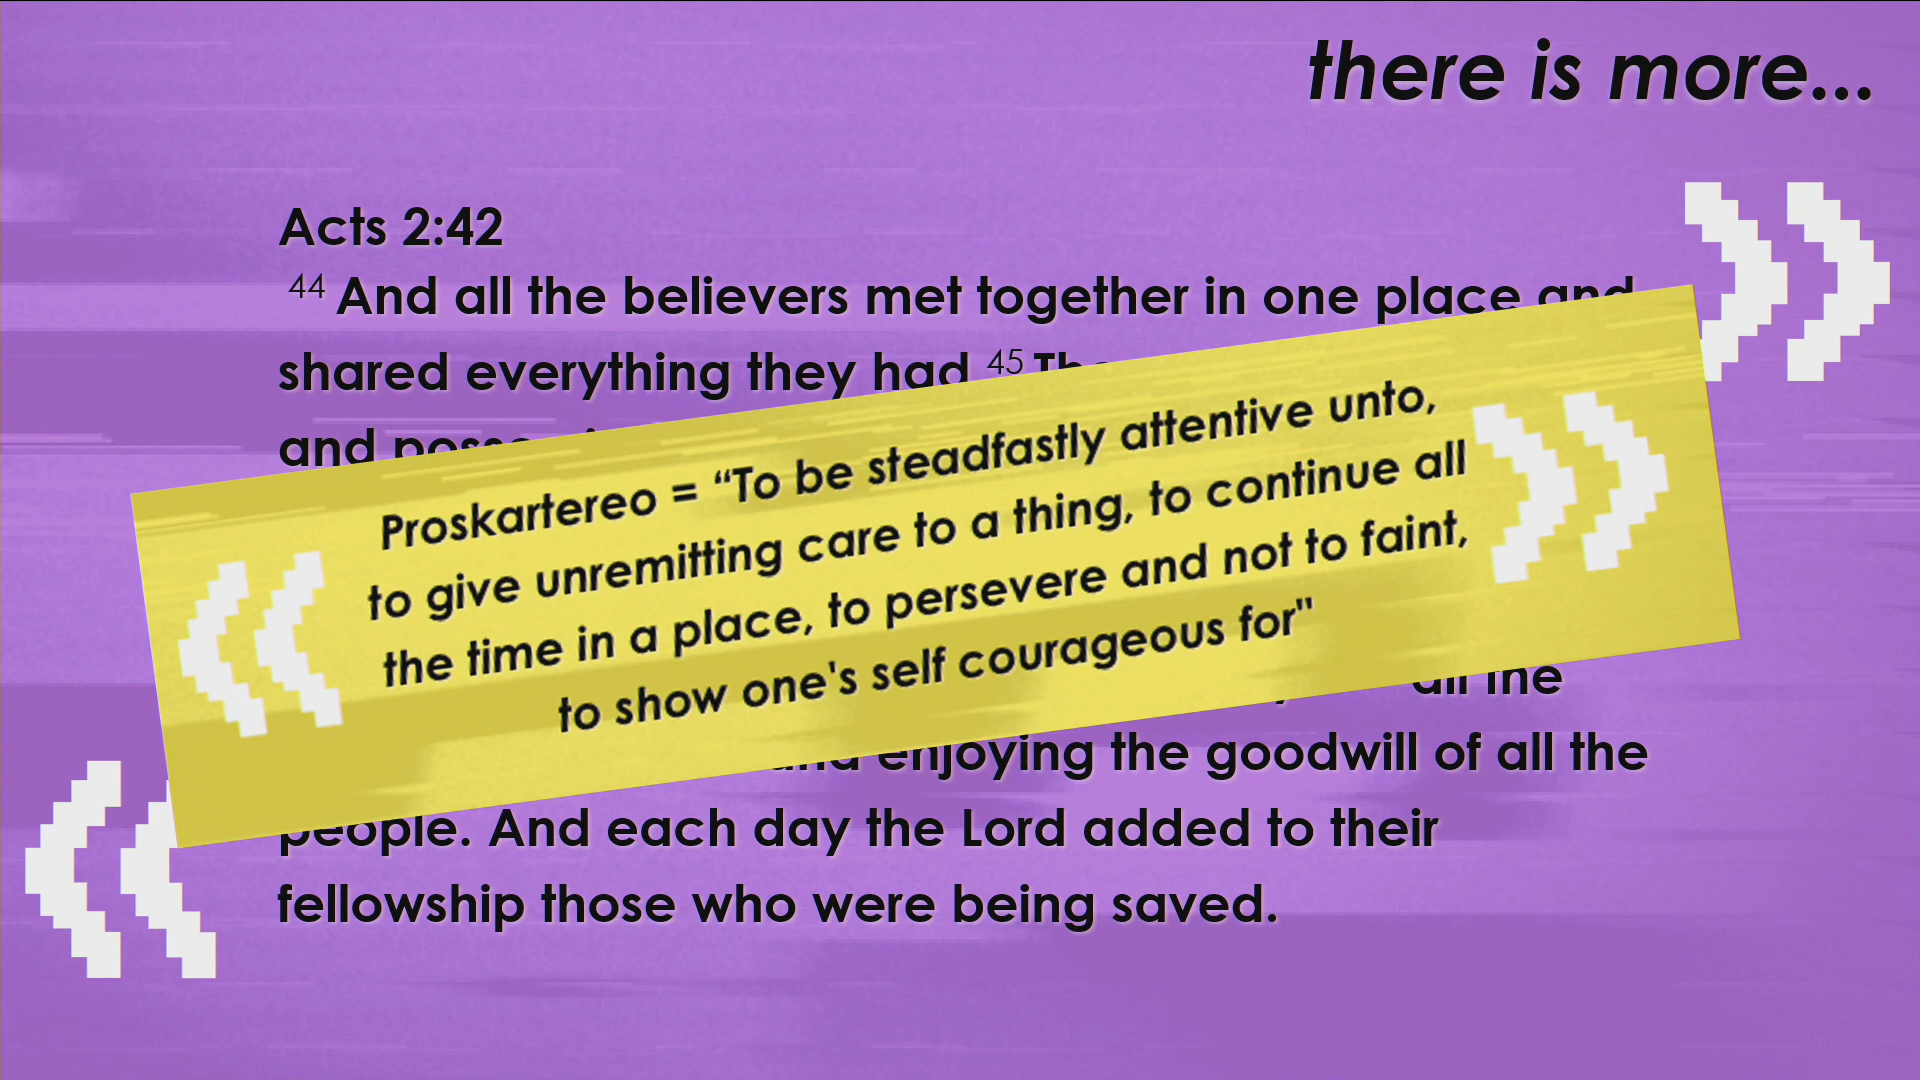 there is more...
Acts 2:42
44 And all the believers met together in one place and
shared everything they had 45
and
Proskartereo = “To be steadfastly attentive unto,
to give unremitting care to a thing, to continue all
the time in a place, to persevere and not to faint,
to show one's self courageous for"
all the
and enjoying the goodwill of all the
people. And each day the Lord added to their
fellowship those who were being saved.